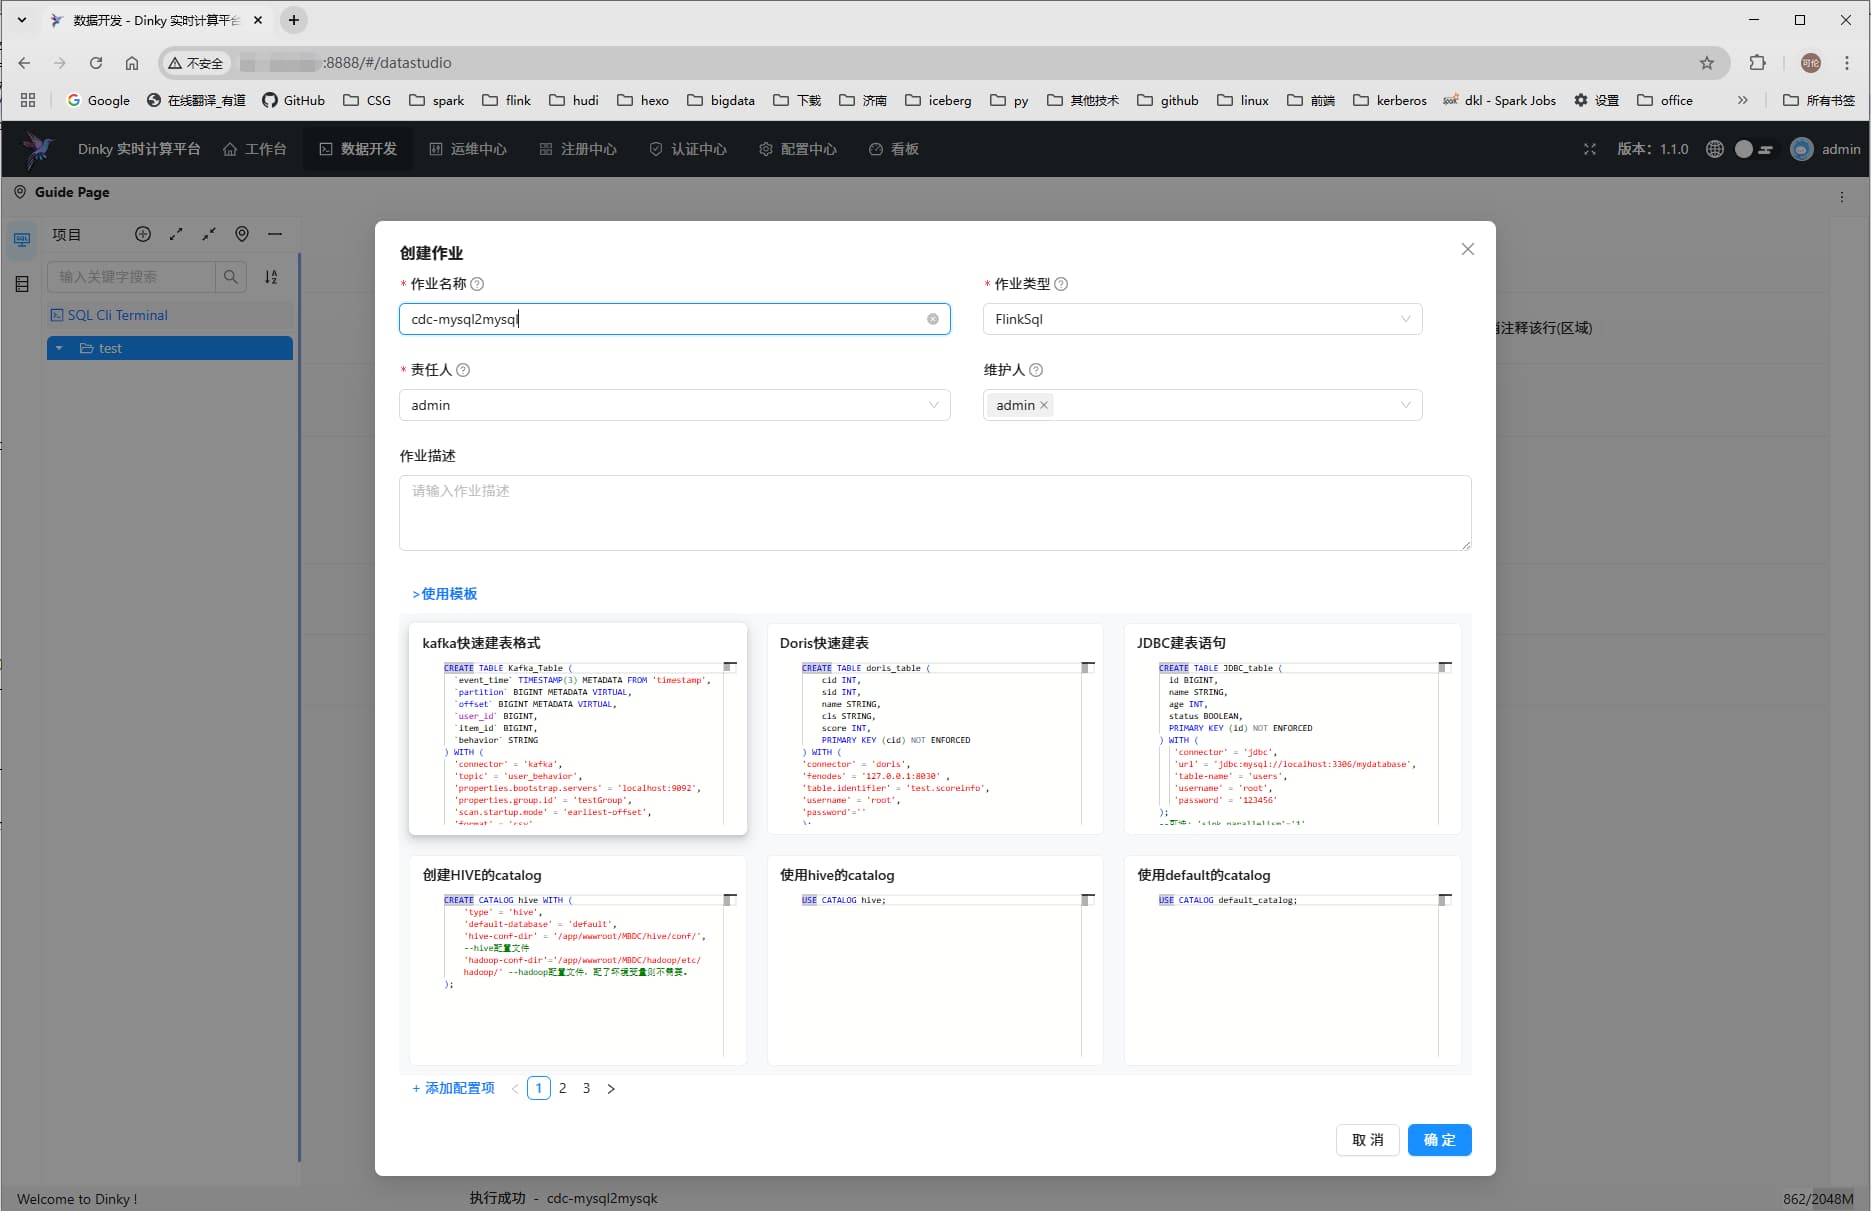 数据开发 - Dinky 实时计算平台
不安全 :8888/#/datastudio 可伦
Google 在线翻译_有道 GitHub CSG spark flink hudi hexo bigdata 下载 济南 iceberg py 其他技术 github linux 前端 kerberos dkl - Spark Jobs 设置 office 所有书签
Dinky 实时计算平台 工作台 数据开发 运维中心 注册中心 认证中心 配置中心 看板 版本: 1.1.0 admin
Guide Page
项目
输入关键字搜索
SQL Cli Terminal
test
注释该行(区域)
创建作业
* 作业名称
* 作业类型
cdc-mysql2mysql
FlinkSql
* 责任人
维护人
admin
admin
作业描述
请输入作业描述
>使用模板
kafka快速建表格式
CREATE TABLE Kafka_Table (
`event_time` TIMESTAMP(3) METADATA FROM 'timestamp',
`partition` BIGINT METADATA VIRTUAL,
`offset` BIGINT METADATA VIRTUAL,
`user_id` BIGINT,
`item_id` BIGINT,
`behavior` STRING
) WITH (
'connector' = 'kafka',
'topic' = 'user_behavior',
'properties.bootstrap.servers' = 'localhost:9092',
'properties.group.id' = 'testGroup',
'scan.startup.mode' = 'earliest-offset',
'format' = 'csv'
Doris快速建表
CREATE TABLE doris_table (
cid INT,
sid INT,
name STRING,
cls STRING,
score INT,
PRIMARY KEY (cid) NOT ENFORCED
) WITH (
'connector' = 'doris',
'fenodes' = '127.0.0.1:8030' ,
'table.identifier' = 'test.scoreinfo',
'username' = 'root',
'password'=''
);
JDBC建表语句
CREATE TABLE JDBC_table (
id BIGINT,
name STRING,
age INT,
status BOOLEAN,
PRIMARY KEY (id) NOT ENFORCED
) WITH (
'connector' = 'jdbc',
'url' = 'jdbc:mysql://localhost:3306/mydatabase',
'table-name' = 'users',
'username' = 'root',
'password' = '123456'
);
--可选: 'sink.parallelism'='1'
创建HIVE的catalog
CREATE CATALOG hive WITH (
'type' = 'hive',
'default-database' = 'default',
'hive-conf-dir' = '/app/wwwroot/MBDC/hive/conf/',
--hive配置文件
'hadoop-conf-dir'='/app/wwwroot/MBDC/hadoop/etc/
hadoop/' --hadoop配置文件，配了环境变量则不需要。
);
使用hive的catalog
USE CATALOG hive;
使用default的catalog
USE CATALOG default_catalog;
+ 添加配置项 < 1 2 3 >
取 消 确 定
Welcome to Dinky ! 执行成功 - cdc-mysql2mysqk 862/2048M